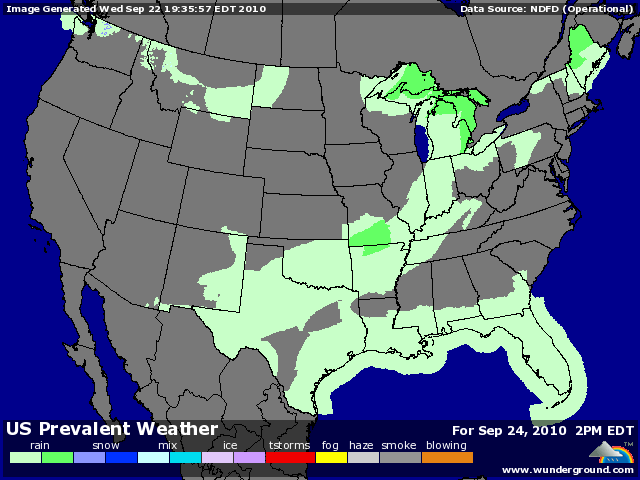 Image Generated Wed Sep 22 19:35:57 EDT 2010 Data Source: NDFD (Operational)
US Prevalent Weather For Sep 24, 2010 2PM EDT
rain snow mix ice tstorms fog haze smoke blowing
www.wunderground.com